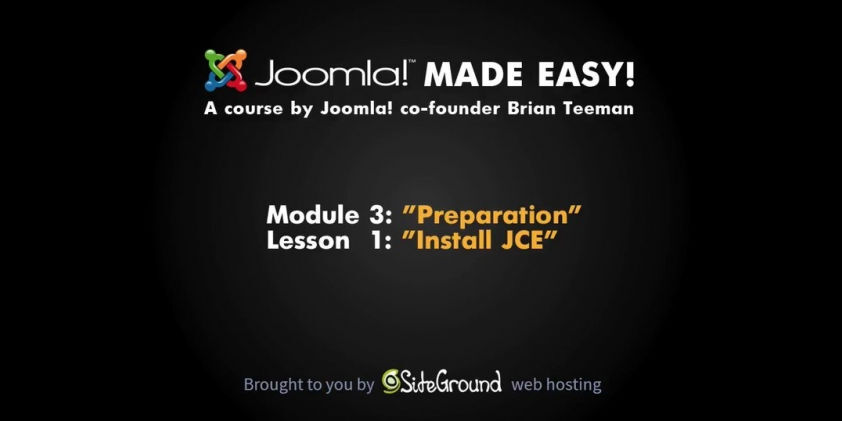 Joomla!™ MADE EASY!
A course by Joomla! co-founder Brian Teeman
Module 3: ”Preparation”
Lesson 1: ”Install JCE”
Brought to you by SiteGround web hosting